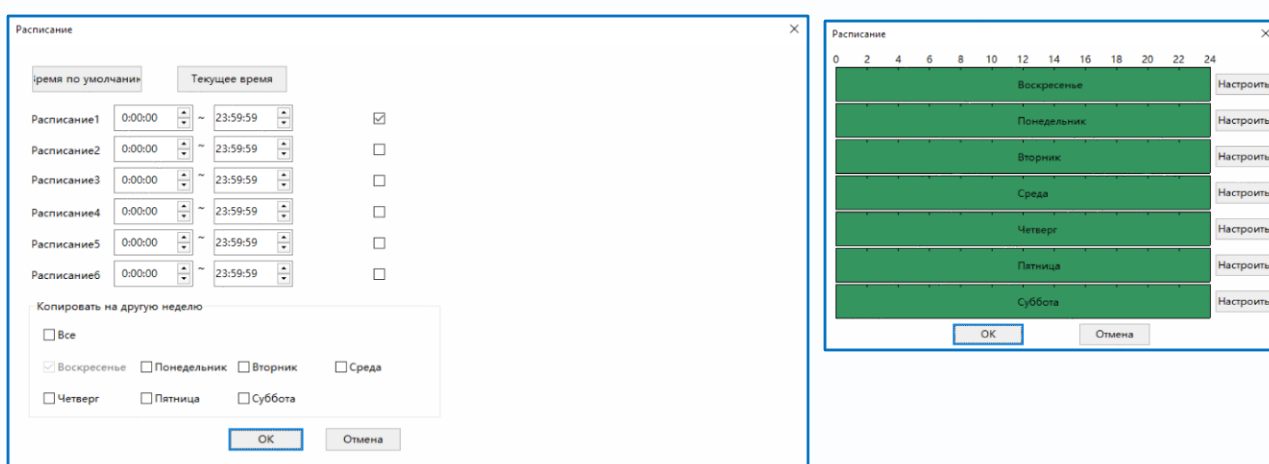 Расписание
Время по умолчани
Текущее время
Расписание1 0:00:00 ~ 23:59:59
Расписание2 0:00:00 ~ 23:59:59
Расписание3 0:00:00 ~ 23:59:59
Расписание4 0:00:00 ~ 23:59:59
Расписание5 0:00:00 ~ 23:59:59
Расписание6 0:00:00 ~ 23:59:59
Копировать на другую неделю
Все
Воскресенье Понедельник Вторник Среда
Четверг Пятница Суббота
OK Отмена
Расписание
0 2 4 6 8 10 12 14 16 18 20 22 24
Воскресенье Настроить
Понедельник Настроить
Вторник Настроить
Среда Настроить
Четверг Настроить
Пятница Настроить
Суббота Настроить
OK Отмена